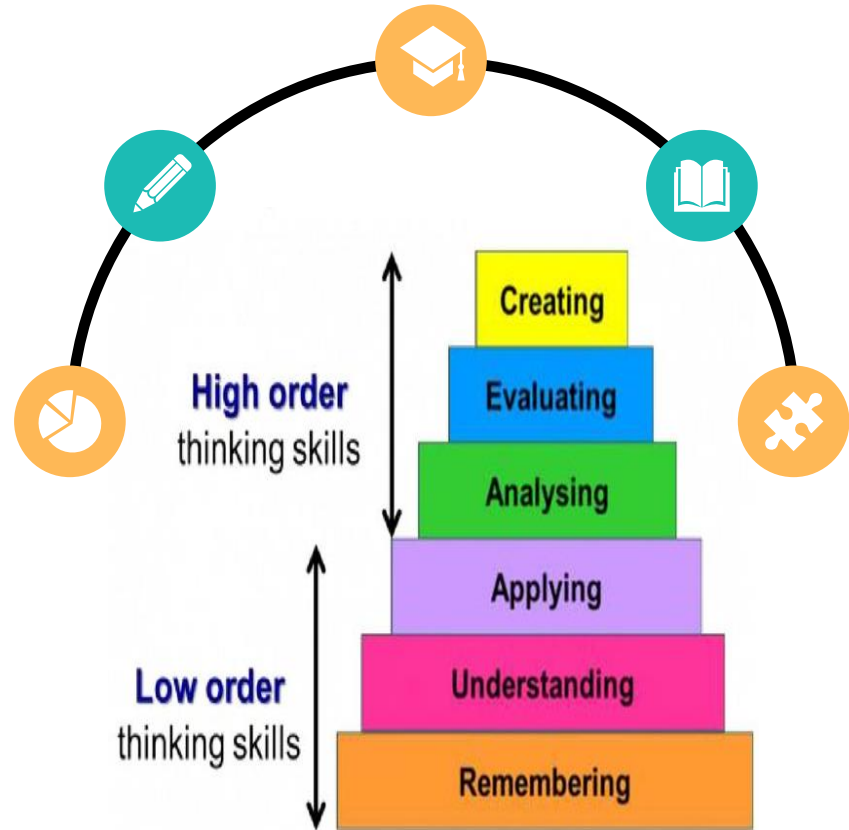 Creating
Evaluating
Analysing
Applying
Understanding
Remembering
High order
thinking skills
Low order
thinking skills